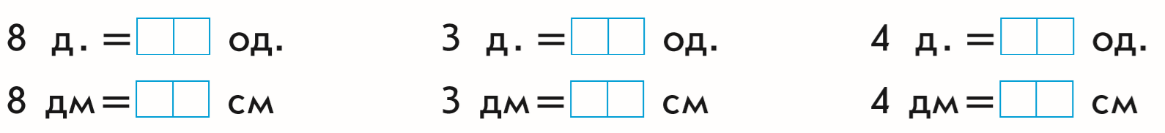 8 д. = од. 3 д. = од. 4 д. = од.
8 дм = см 3 дм = см 4 дм = см